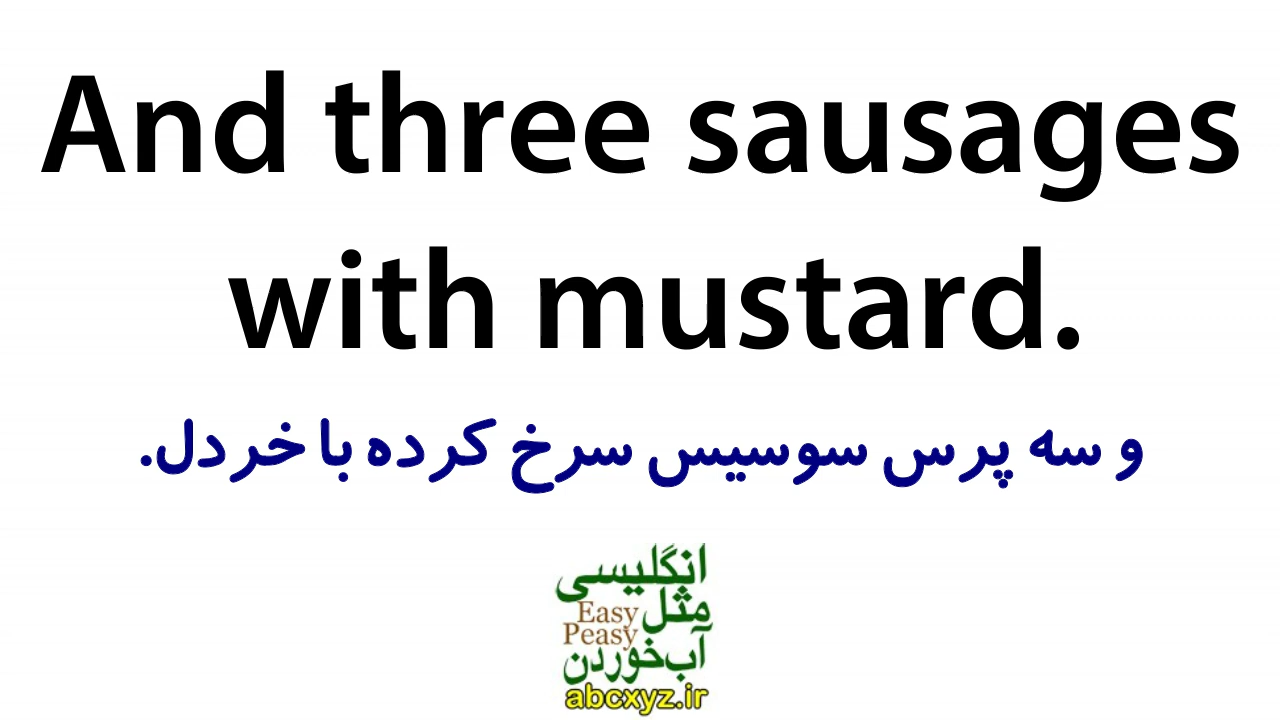 And three sausages
with mustard.
و سه پرس سوسیس سرخ کرده با خردل.
انگلیسی
مثل Easy
Peasy
آب‌خوردن
abcxyz.ir